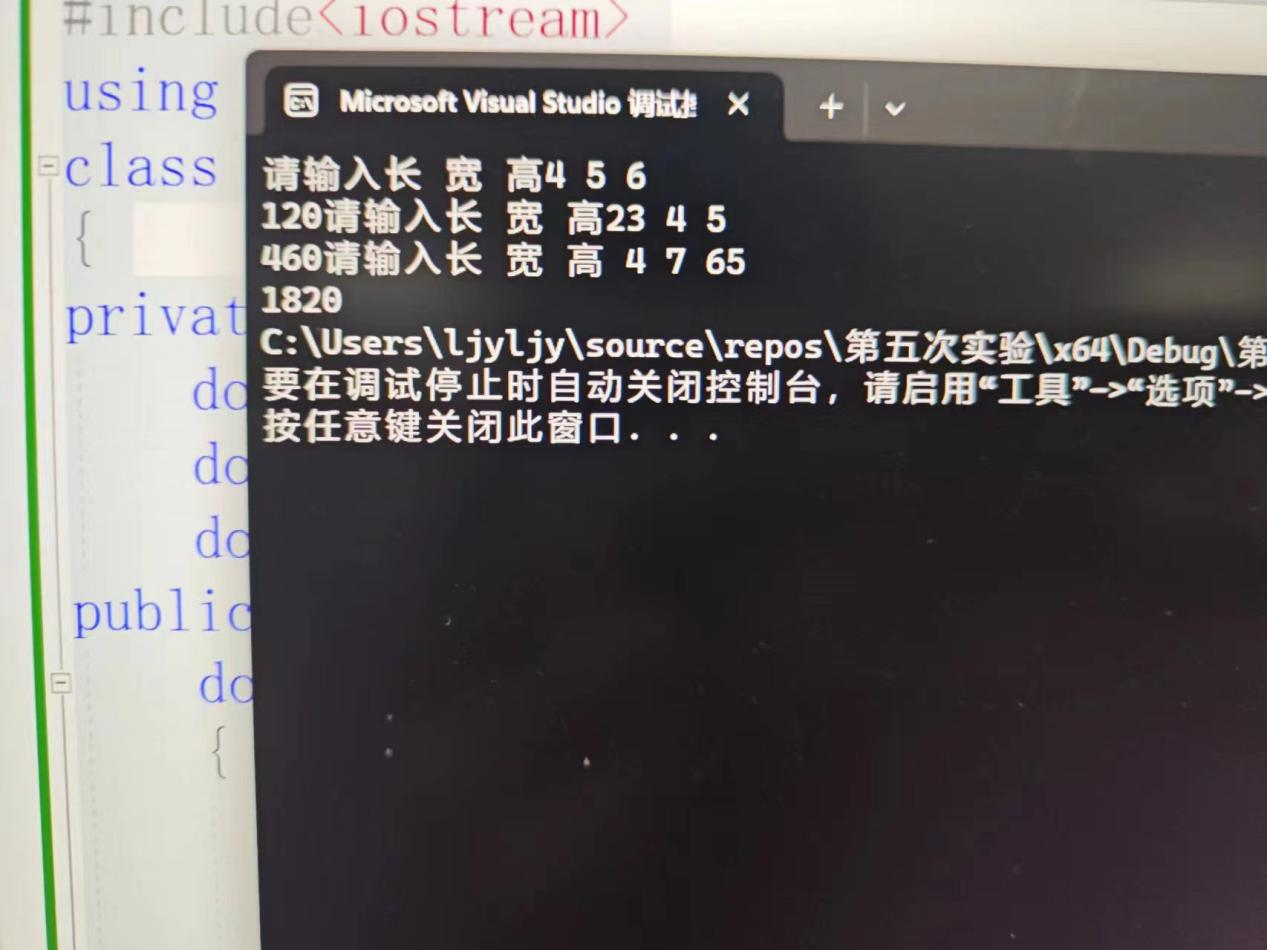 #include<iostream>
using
class
{
privat
do
do
do
public
do
{
Microsoft Visual Studio 调试
请输入长 宽 高4 5 6
120请输入长 宽 高23 4 5
460请输入长 宽 高 4 7 65
1820
C:\Users\ljyljy\source\repos\第五次实验\x64\Debug\第
要在调试停止时自动关闭控制台，请启用“工具”->“选项”->
按任意键关闭此窗口. . .